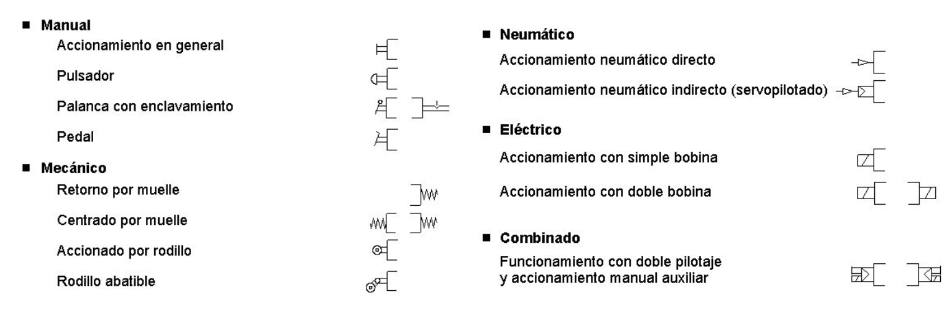 ■ Manual
Accionamiento en general
Pulsador
Palanca con enclavamiento
Pedal
■ Mecánico
Retorno por muelle
Centrado por muelle
Accionado por rodillo
Rodillo abatible
■ Neumático
Accionamiento neumático directo
Accionamiento neumático indirecto (servopilotado)
■ Eléctrico
Accionamiento con simple bobina
Accionamiento con doble bobina
■ Combinado
Funcionamiento con doble pilotaje
y accionamiento manual auxiliar